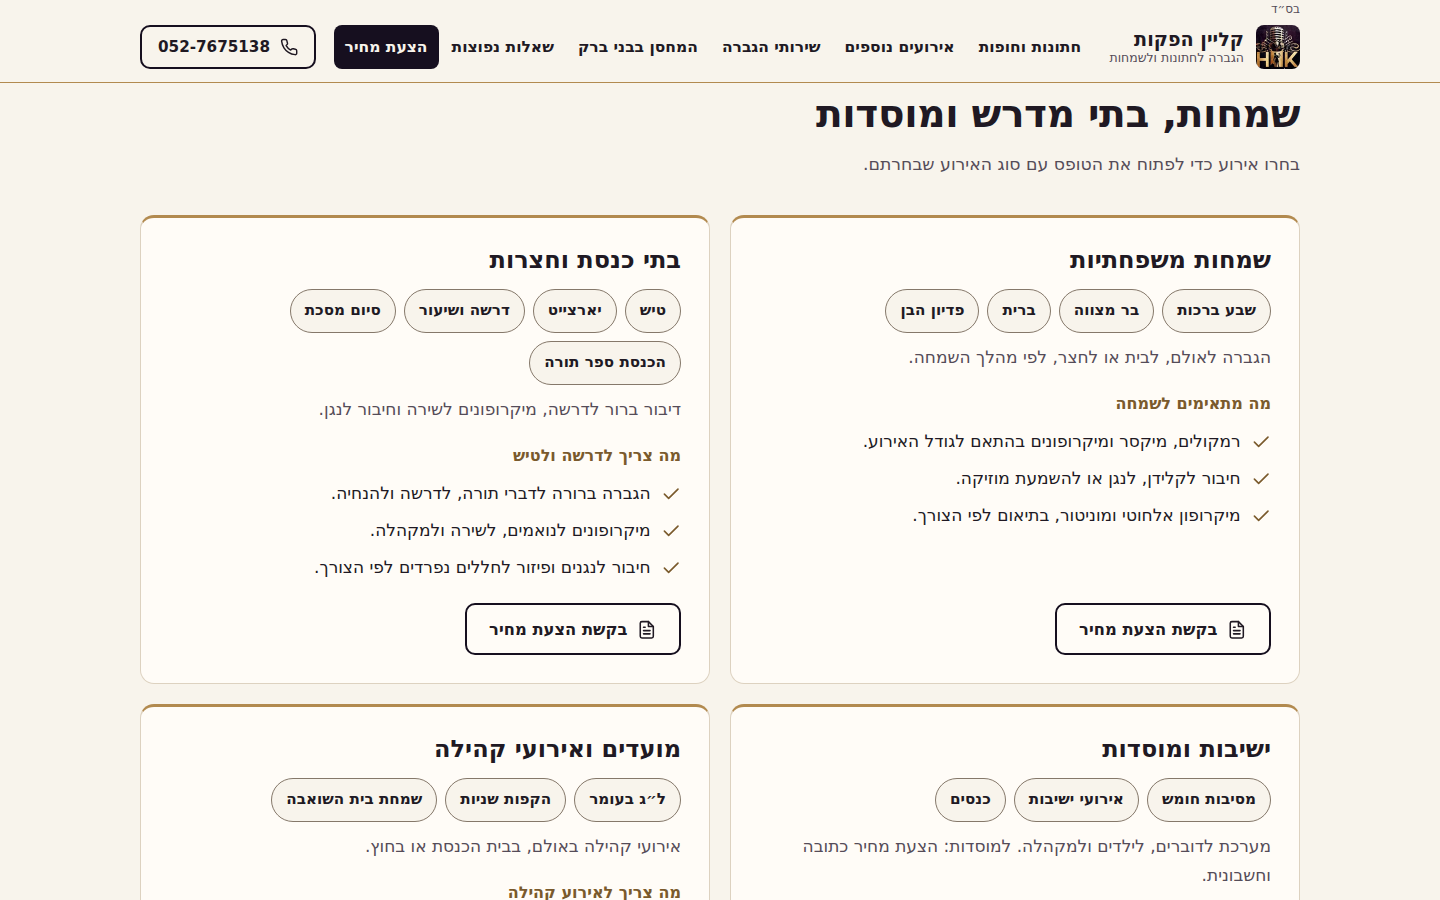 בס״ד
קליין הפקות
הגברה לחתונות ולשמחות
חתונות וחופות
אירועים נוספים
שירותי הגברה
המחסן בבני ברק
שאלות נפוצות
הצעת מחיר
052-7675138
שמחות, בתי מדרש ומוסדות
בחרו אירוע כדי לפתוח את הטופס עם סוג האירוע שבחרתם.
שמחות משפחתיות
שבע ברכות
בר מצווה
ברית
פדיון הבן
הגברה לאולם, לבית או לחצר, לפי מהלך השמחה.
מה מתאימים לשמחה
רמקולים, מיקסר ומיקרופונים בהתאם לגודל האירוע.
חיבור לקלידן, לנגן או להשמעת מוזיקה.
מיקרופון אלחוטי ומוניטור, בתיאום לפי הצורך.
בקשת הצעת מחיר
בתי כנסת וחצרות
טיש
יארצייט
דרשה ושיעור
סיום מסכת
הכנסת ספר תורה
דיבור ברור לדרשה, מיקרופונים לשירה וחיבור לנגן.
מה צריך לדרשה ולטיש
הגברה ברורה לדברי תורה, לדרשה ולהנחיה.
מיקרופונים לנואמים, לשירה ולמקהלה.
חיבור לנגנים ופיזור לחללים נפרדים לפי הצורך.
בקשת הצעת מחיר
ישיבות ומוסדות
מסיבות חומש
אירועי ישיבות
כנסים
מערכת לדוברים, לילדים ולמקהלה. למוסדות: הצעת מחיר כתובה
וחשבונית.
מועדים ואירועי קהילה
ל״ג בעומר
הקפות שניות
שמחת בית השואבה
אירועי קהילה באולם, בבית הכנסת או בחוץ.
מה צריך לאירוע קהילה